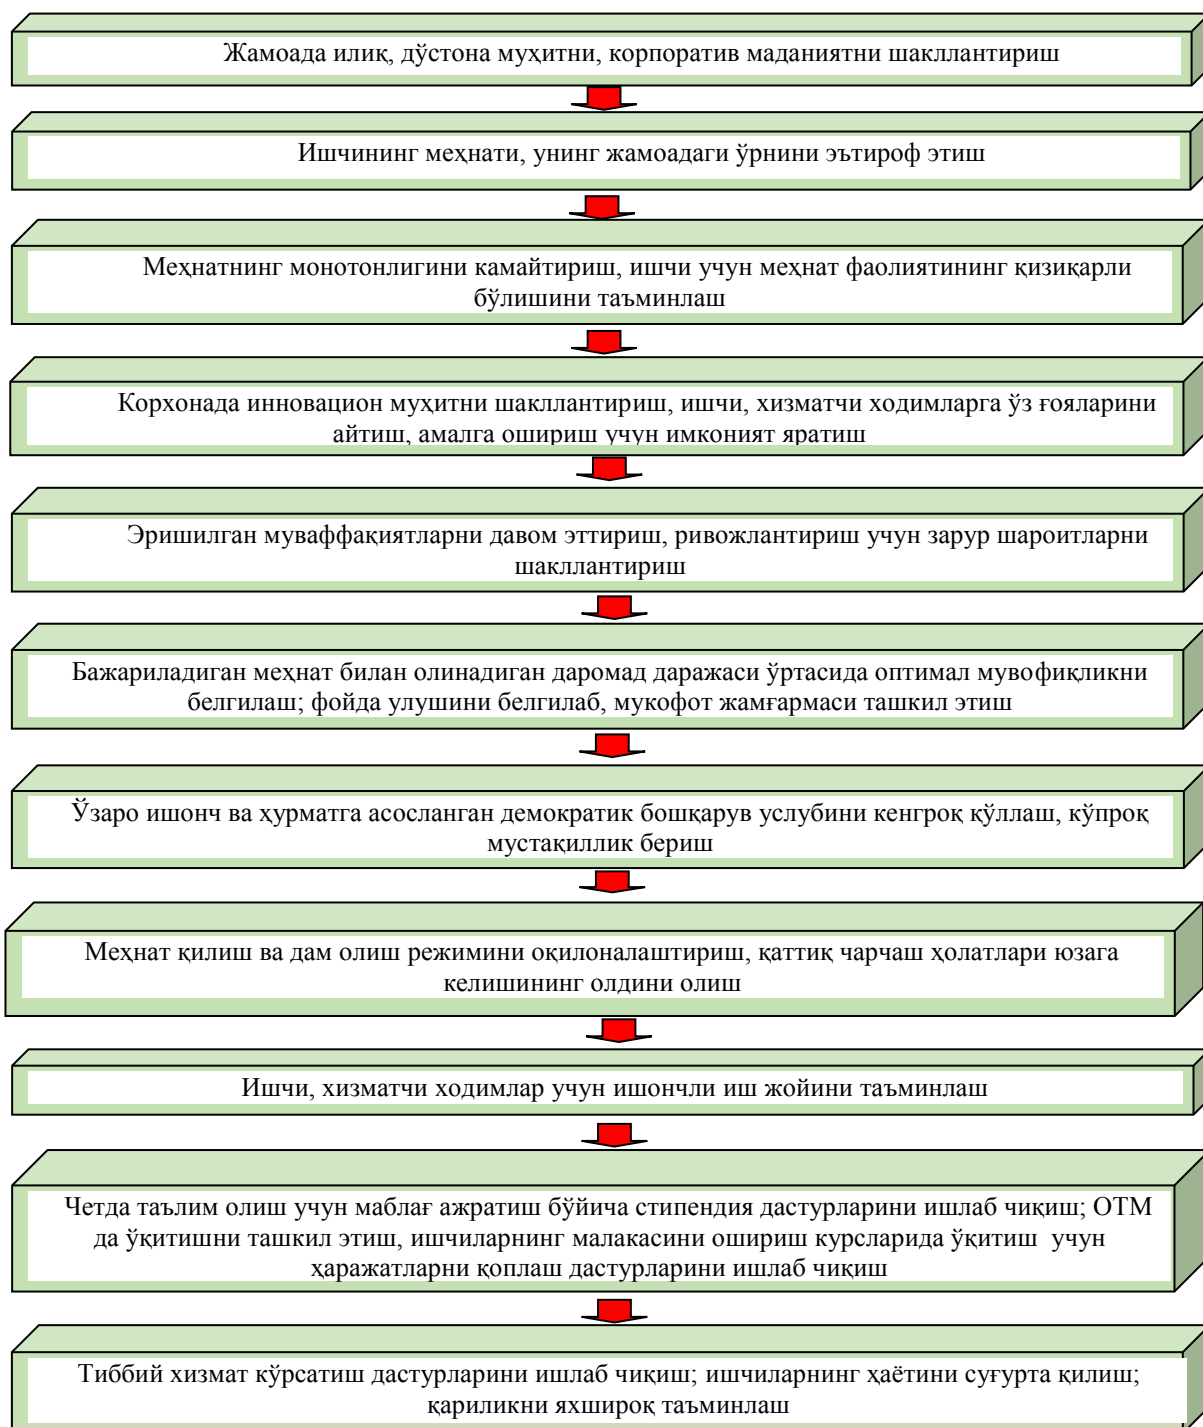 Жамоада илиқ, дўстона муҳитни, корпоратив маданиятни шакллантириш
Ишчининг меҳнати, унинг жамоадаги ўрнини эътироф этиш
Меҳнатнинг монотонлигини камайтириш, ишчи учун меҳнат фаолиятининг қизиқарли
бўлишини таъминлаш
Корхонада инновацион муҳитни шакллантириш, ишчи, хизматчи ходимларга ўз ғояларини
айтиш, амалга ошириш учун имконият яратиш
Эришилган муваффақиятларни давом эттириш, ривожлантириш учун зарур шароитларни
шакллантириш
Бажариладиган меҳнат билан олинадиган даромад даражаси ўртасида оптимал мувофиқликни
белгилаш; фойда улушини белгилаб, мукофот жамғармаси ташкил этиш
Ўзаро ишонч ва ҳурматга асосланган демократик бошқарув услубини кенгроқ қўллаш, кўпроқ
мустақиллик бериш
Меҳнат қилиш ва дам олиш режимини оқилоналаштириш, қаттиқ чарчаш ҳолатлари юзага
келишининг олдини олиш
Ишчи, хизматчи ходимлар учун ишончли иш жойини таъминлаш
Четда таълим олиш учун маблағ ажратиш бўйича стипендия дастурларини ишлаб чиқиш; ОТМ
да ўқитишни ташкил этиш, ишчиларнинг малакасини ошириш курсларида ўқитиш учун
ҳаражатларни қоплаш дастурларини ишлаб чиқиш
Тиббий хизмат кўрсатиш дастурларини ишлаб чиқиш; ишчиларнинг ҳаётини суғурта қилиш;
қариликни яхшироқ таъминлаш